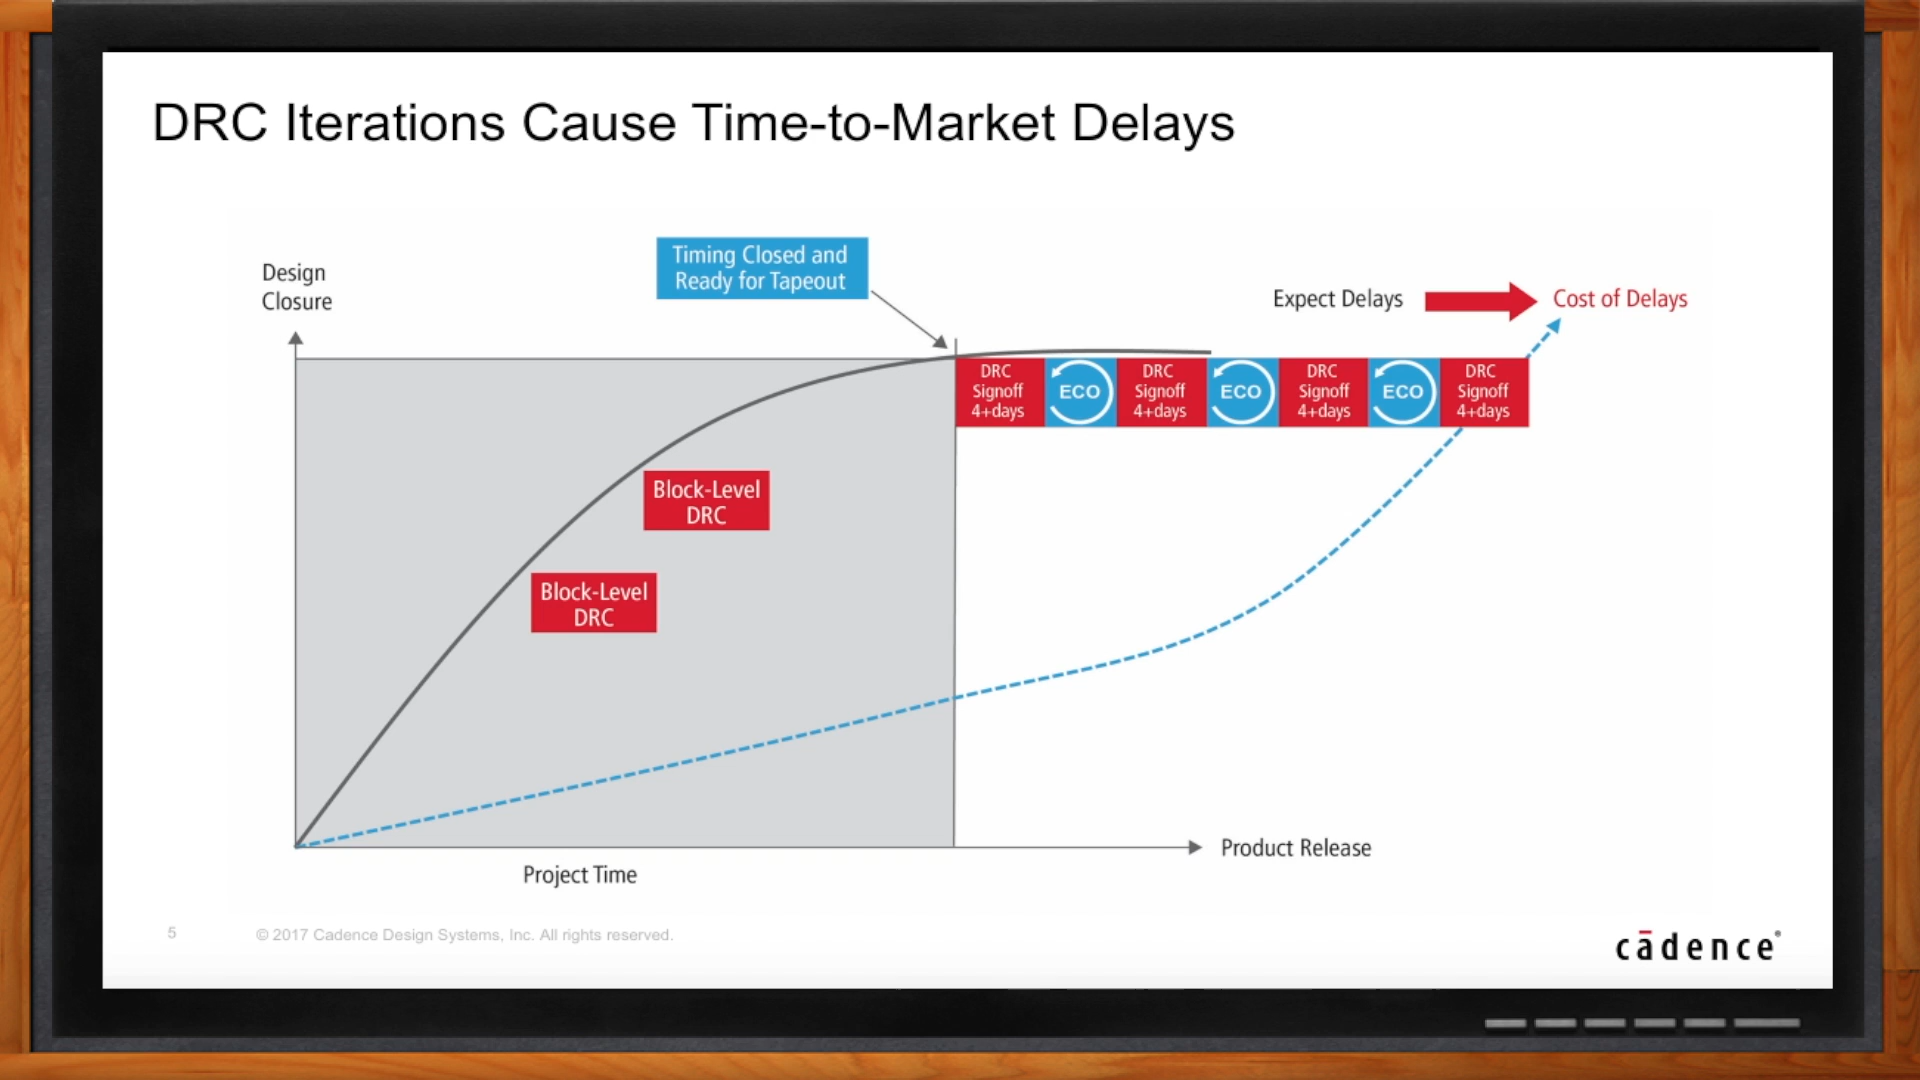 DRC Iterations Cause Time-to-Market Delays
Design
Closure
Timing Closed and
Ready for Tapeout
Expect Delays
Cost of Delays
DRC
Signoff
4+days
ECO
DRC
Signoff
4+days
ECO
DRC
Signoff
4+days
ECO
DRC
Signoff
4+days
Block-Level
DRC
Block-Level
DRC
Product Release
Project Time
5
© 2017 Cadence Design Systems, Inc. All rights reserved.
cādence®